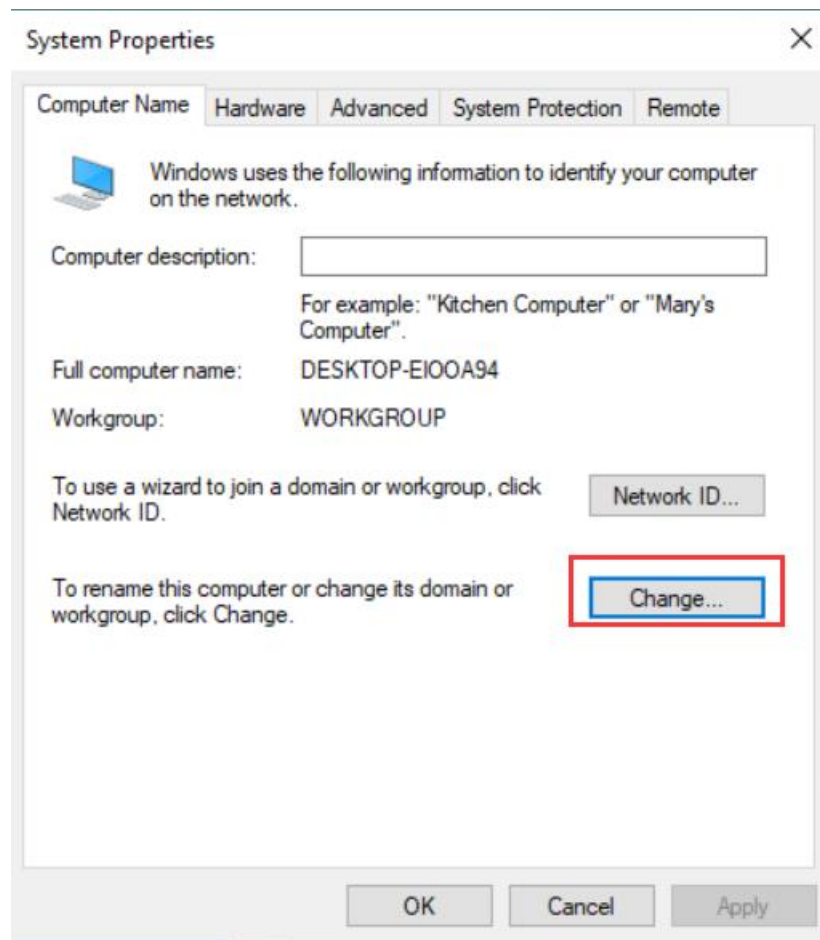 System Properties
Computer Name Hardware Advanced System Protection Remote
Windows uses the following information to identify your computer
on the network.
Computer description:
For example: "Kitchen Computer" or "Mary's
Computer".
Full computer name: DESKTOP-EIOOA94
Workgroup: WORKGROUP
To use a wizard to join a domain or workgroup, click
Network ID.
Network ID...
To rename this computer or change its domain or
workgroup, click Change.
Change...
OK Cancel Apply